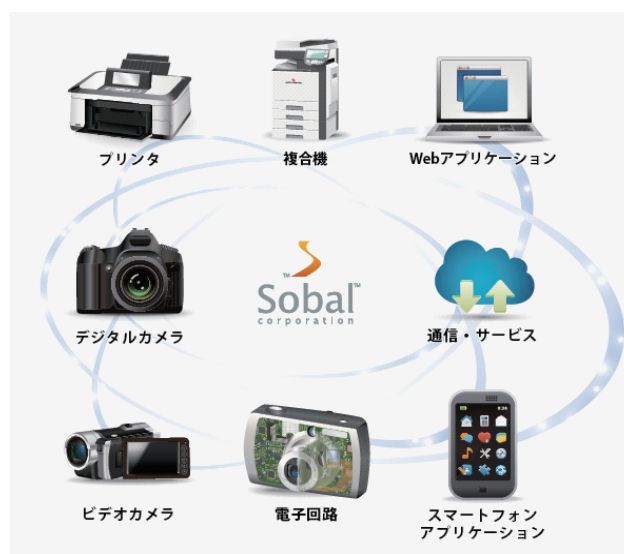 プリンタ
複合機
Webアプリケーション
TM
Sobal™
corporation
デジタルカメラ
通信・サービス
ビデオカメラ
電子回路
スマートフォン
アプリケーション